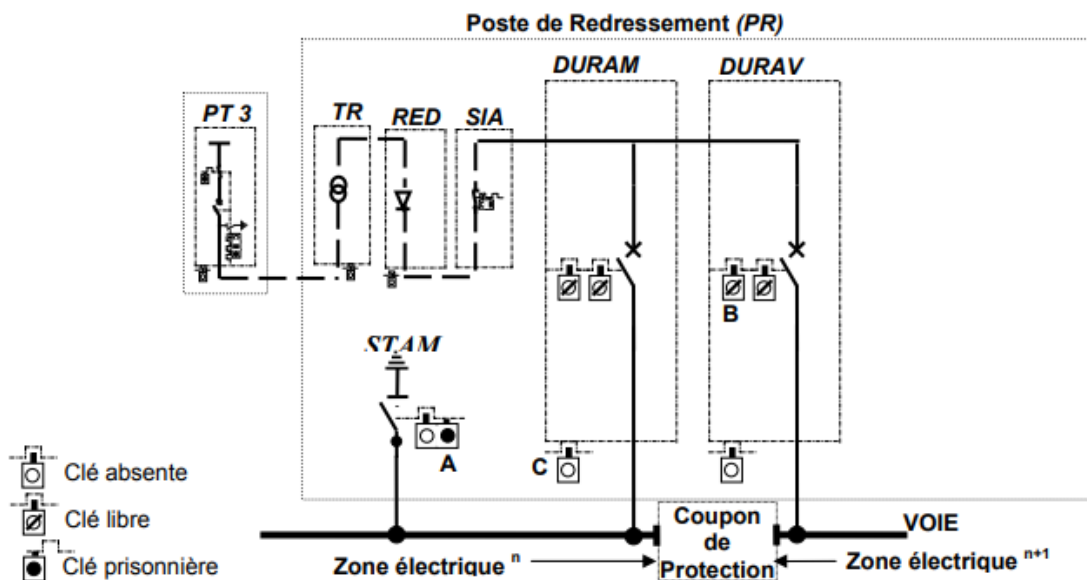 Poste de Redressement (PR)
DURAM
DURAV
PT 3
TR
RED
SIA
B
STAM
A
C
Clé absente
Clé libre
Clé prisonnière
Coupon
de
Protection
VOIE
Zone électrique n
Zone électrique n+1